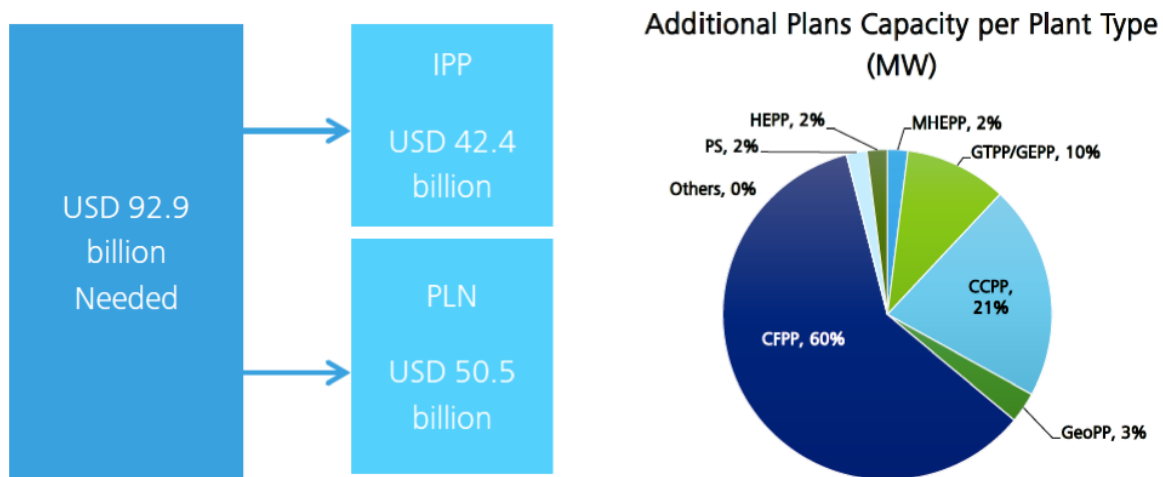 USD 92.9
billion
Needed
IPP
USD 42.4
billion
PLN
USD 50.5
billion
Additional Plans Capacity per Plant Type
(MW)
HEPP, 2%
MHEPP, 2%
PS, 2%
GTPP/GEPP, 10%
Others, 0%
CCPP,
21%
CFPP, 60%
GeoPP, 3%